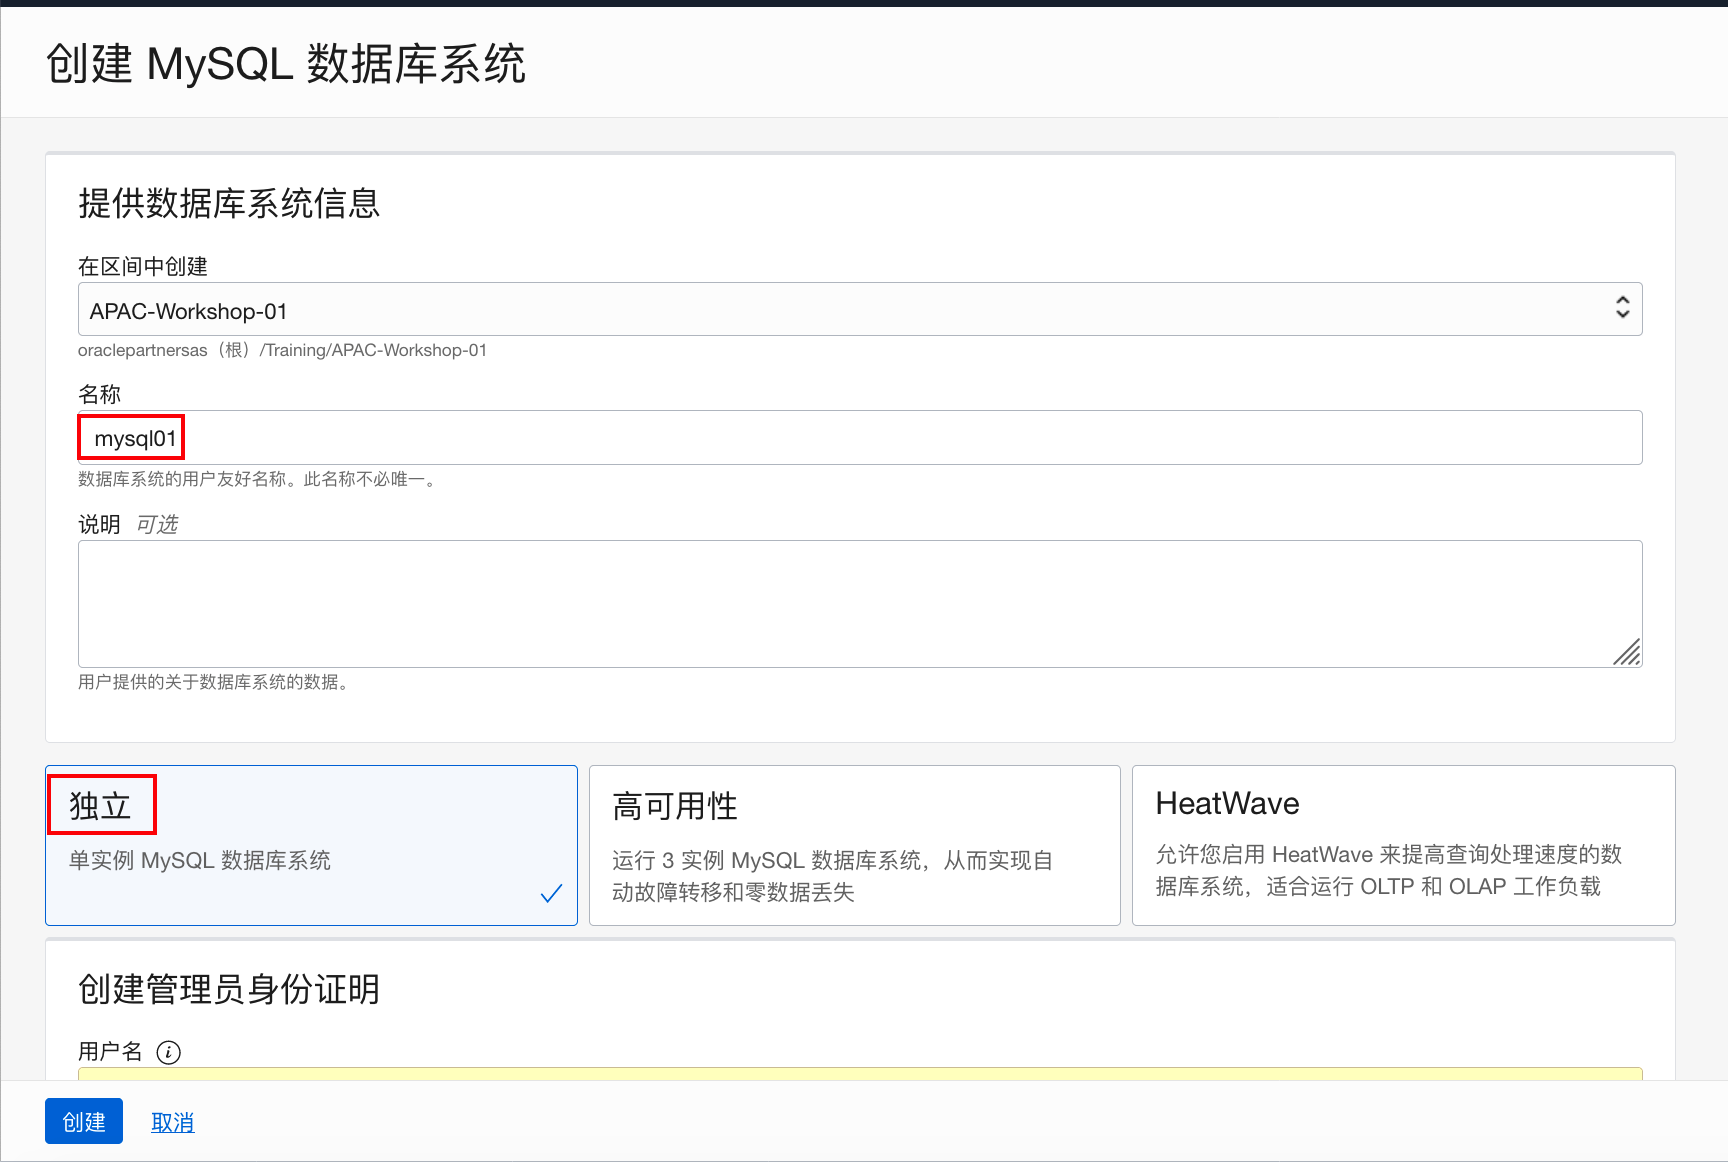 创建 MySQL 数据库系统
提供数据库系统信息
在区间中创建
APAC-Workshop-01
oraclepartnersas（根）/Training/APAC-Workshop-01
名称
mysql01
数据库系统的用户友好名称。此名称不必唯一。
说明 可选
用户提供的关于数据库系统的数据。
独立
单实例 MySQL 数据库系统
高可用性
运行 3 实例 MySQL 数据库系统，从而实现自
动故障转移和零数据丢失
HeatWave
允许您启用 HeatWave 来提高查询处理速度的数
据库系统，适合运行 OLTP 和 OLAP 工作负载
创建管理员身份证明
用户名
创建 取消